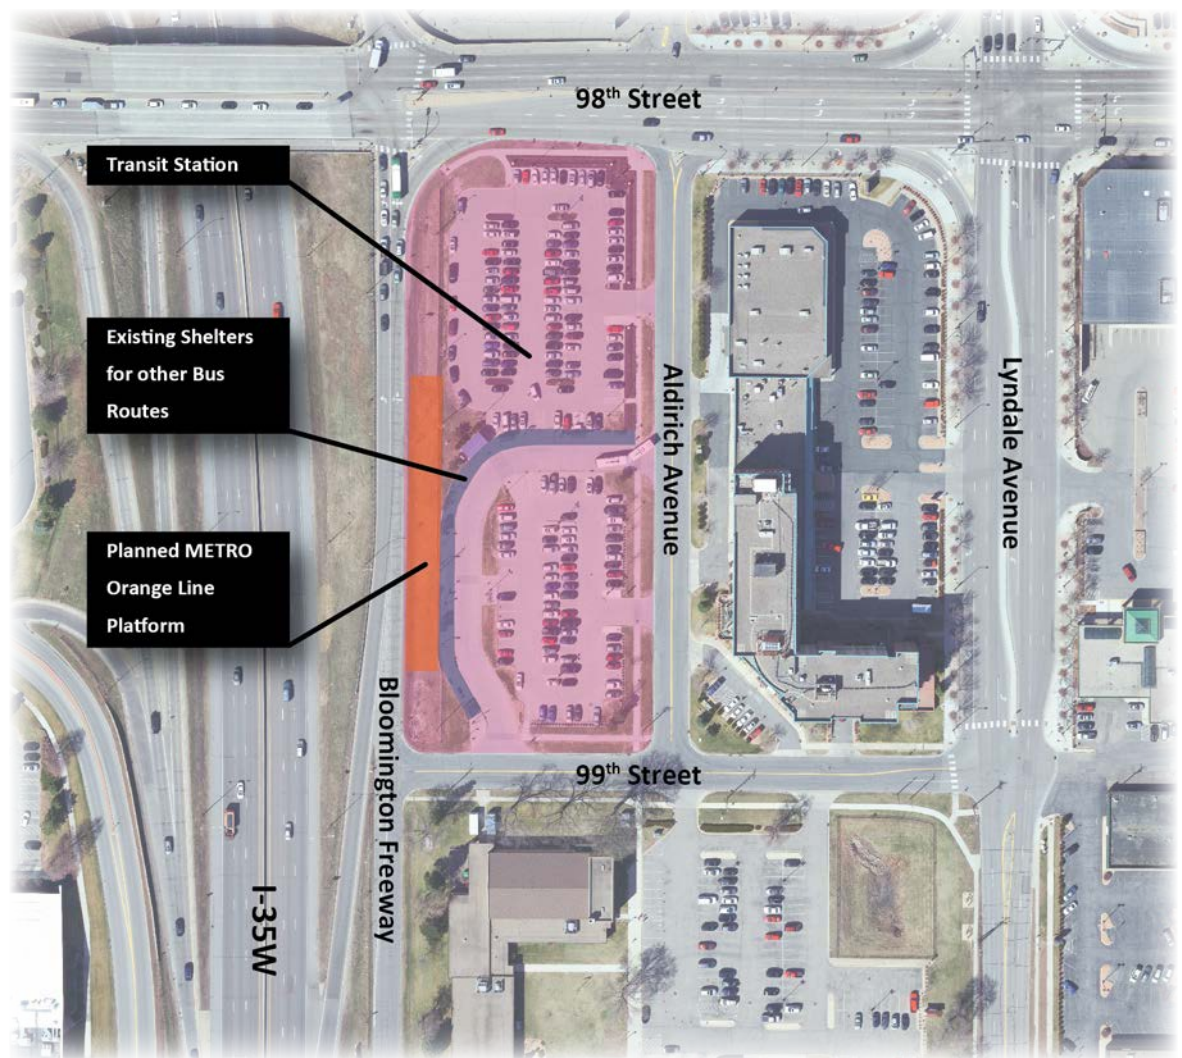 98th Street
Transit Station
Existing Shelters
for other Bus
Routes
Aldirich Avenue
Lyndale Avenue
Planned METRO
Orange Line
Platform
Bloomington Freeway
99th Street
I-35W